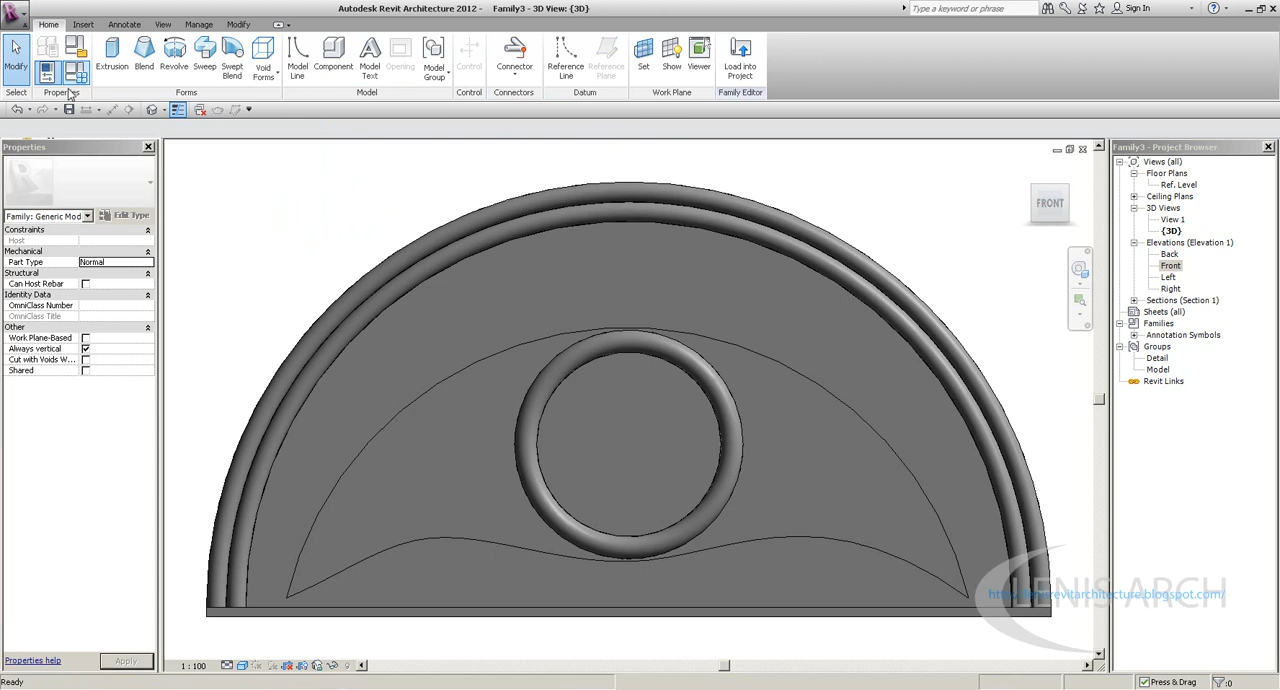 Autodesk Revit Architecture 2012 - Family3 - 3D View: {3D}
Type a keyword or phrase
Sign In
Home Insert Annotate View Manage Modify
Modify
Extrusion Blend Revolve Sweep Swept Blend Void Forms
Model Line Component Model Text Opening Model Group
Control Connector Reference Line Reference Plane
Set Show Viewer Load into Project
Select Properties Forms Model Control Connectors Datum Work Plane Family Editor
Properties
Family: Generic Mod Edit Type
Constraints
Host
Mechanical
Part Type Normal
Structural
Can Host Rebar
Identity Data
OmniClass Number
OmniClass Title
Other
Work Plane-Based
Always vertical
Cut with Voids W...
Shared
Properties help Apply
FRONT
LENIS ARCH
http://lenisrevitarchitecture.blogspot.com/
1 : 100
Family3 - Project Browser
Views (all)
Floor Plans
Ref. Level
Ceiling Plans
3D Views
View 1
{3D}
Elevations (Elevation 1)
Back
Front
Left
Right
Sections (Section 1)
Sheets (all)
Families
Annotation Symbols
Groups
Detail
Model
Revit Links
Ready
Press & Drag
:0